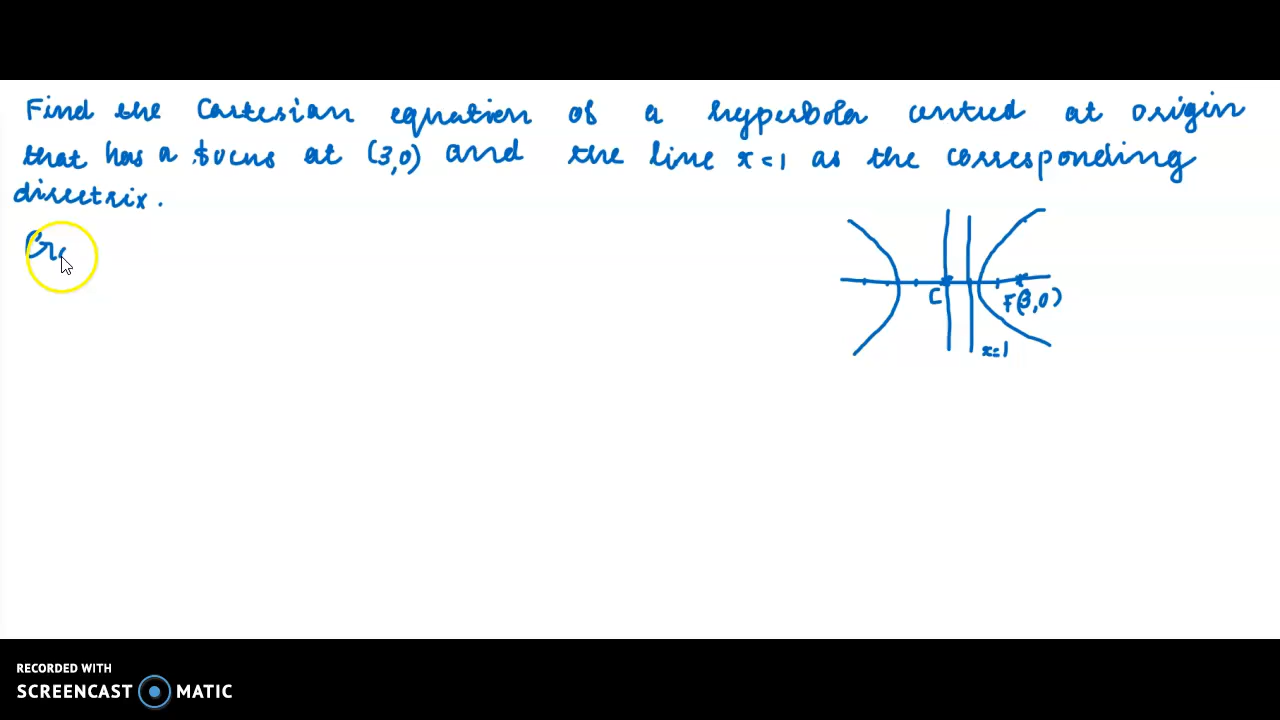 Find the Cartesian equation of a hyperbola centred at origin
that has a focus at (3,0) and the line x=1 as the corresponding
directrix.
C
F(3,0)
x=1
RECORDED WITH
SCREENCAST MATIC